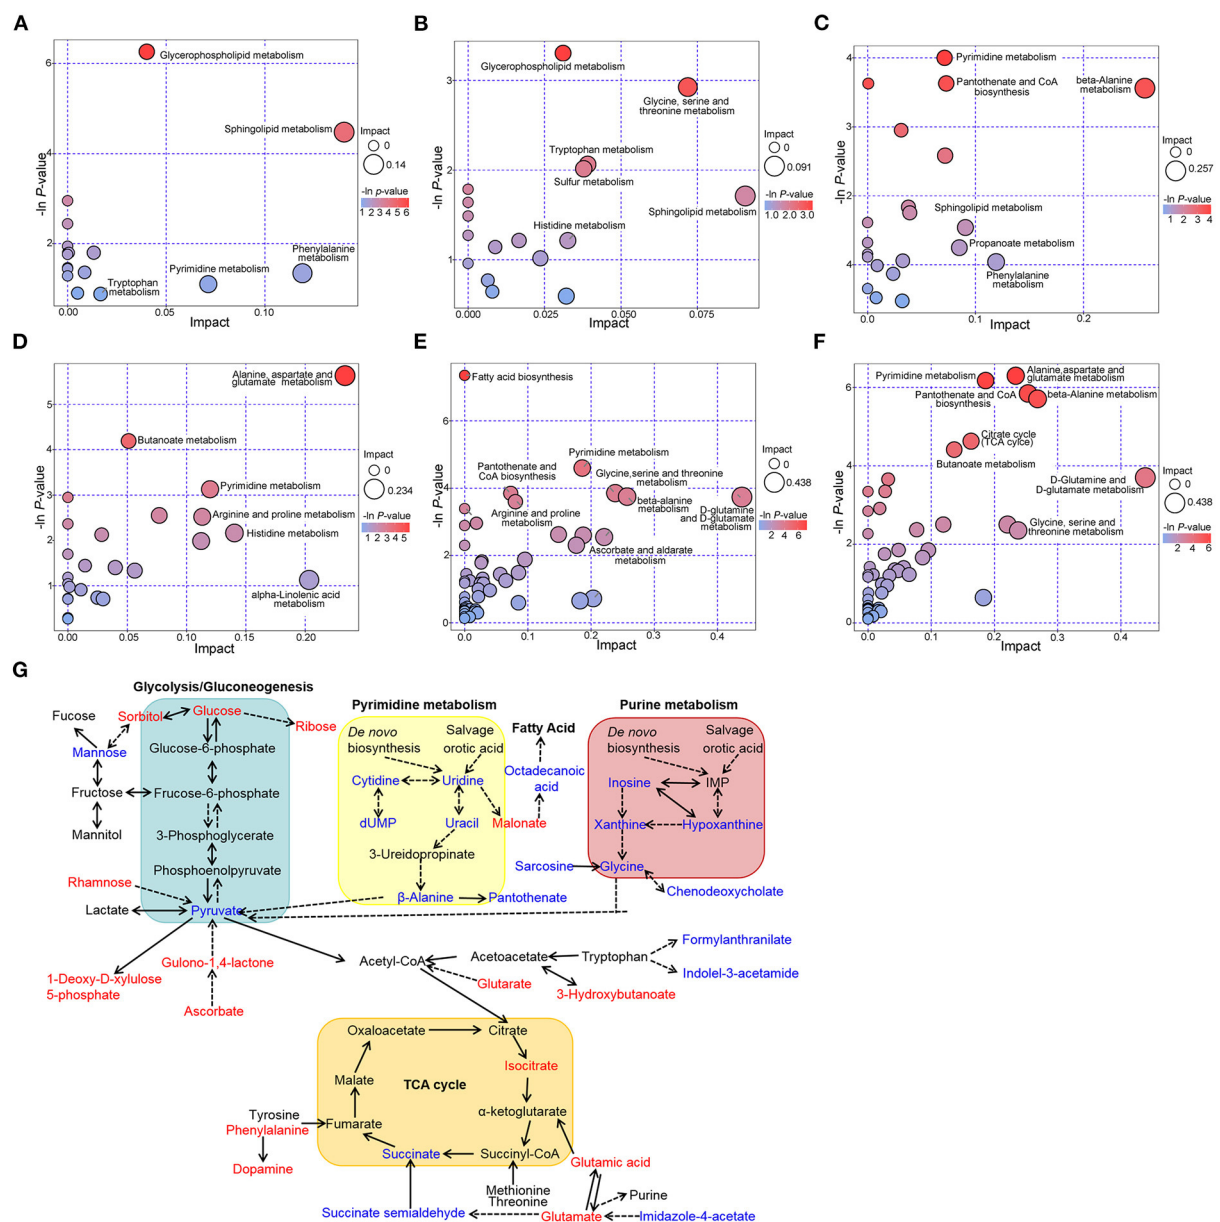 A
-ln P-value
6
4
2
0.00
0.05
0.10
Impact
Glycerophospholipid metabolism
Sphingolipid metabolism
Phenylalanine
metabolism
Pyrimidine metabolism
Tryptophan
metabolism
Impact
0
0.14
-ln p-value
1 2 3 4 5 6
B
-ln P-value
3
2
1
0.000
0.025
0.050
0.075
Impact
Glycerophospholipid metabolism
Glycine, serine and
threonine metabolism
Tryptophan metabolism
Sulfur metabolism
Sphingolipid metabolism
Histidine metabolism
Impact
0
0.091
-ln P-value
1.0 2.0 3.0
C
-ln P-value
4
3
2
4
0.0
0.1
0.2
Impact
Pyrimidine metabolism
Pantothenate and CoA
biosynthesis
beta-Alanine
metabolism
Sphingolipid metabolism
Propanoate metabolism
Phenylalanine
metabolism
Impact
0
0.257
-ln P-value
1 2 3 4
D
-ln P-value
5
4
3
2
1
0.00
0.05
0.10
0.15
0.20
Impact
Alanine, aspartate and
glutamate metabolism
Butanoate metabolism
Pyrimidine metabolism
Arginine and proline metabolism
Histidine metabolism
alpha-Linolenic acid
metabolism
Impact
0
0.234
-ln P-value
1 2 3 4 5
E
-ln P-value
6
4
2
0
0.0
0.1
0.2
0.3
0.4
Impact
Fatty acid biosynthesis
Pyrimidine metabolism
Pantothenate and
CoA biosynthesis
Glycine,serine and threonine
metabolism
beta-alanine
metabolism
Arginine and proline
metabolism
D-glutamine
and D-glutamate
metabolism
Ascorbate and aldarate
metabolism
Impact
0
0.438
-ln P-value
2 4 6
F
-ln P-value
6
4
2
0
0.0
0.1
0.2
0.3
0.4
Impact
Pyrimidine metabolism
Alanine,aspartate and
glutamate metabolism
Pantothenate and CoA
biosynthesis
beta-Alanine metabolism
Citrate cycle
(TCA cylce)
Butanoate metabolism
D-Glutamine and
D-glutamate metabolism
Glycine, serine and
threonine metabolism
Impact
0
0.438
-ln P-value
2 4 6
G
Glycolysis/Gluconeogenesis
Fucose
Sorbitol
Glucose
Ribose
Mannose
Glucose-6-phosphate
Fructose
Frucose-6-phosphate
Mannitol
3-Phosphoglycerate
Phosphoenolpyruvate
Rhamnose
Lactate
Pyruvate
1-Deoxy-D-xylulose
5-phosphate
Gulono-1,4-lactone
Ascorbate
Pyrimidine metabolism
De novo
biosynthesis
Salvage
orotic acid
Cytidine
Uridine
dUMP
Uracil
Malonate
3-Ureidopropinate
β-Alanine
Pantothenate
Fatty Acid
Octadecanoic
acid
Purine metabolism
De novo
biosynthesis
Salvage
orotic acid
Inosine
IMP
Xanthine
Hypoxanthine
Sarcosine
Glycine
Chenodeoxycholate
Acetyl-CoA
Acetoacetate
Tryptophan
Formylanthranilate
Indolel-3-acetamide
Glutarate
3-Hydroxybutanoate
Oxaloacetate
Citrate
Isocitrate
Malate
TCA cycle
α-ketoglutarate
Tyrosine
Phenylalanine
Fumarate
Dopamine
Succinate
Succinyl-CoA
Glutamic acid
Methionine
Threonine
Purine
Succinate semialdehyde
Glutamate
Imidazole-4-acetate